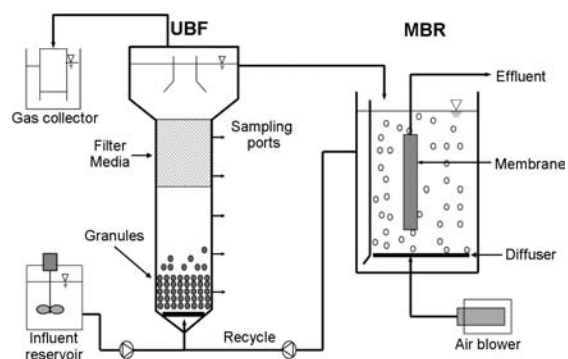 UBF
MBR
Gas collector
Effluent
Sampling
ports
Filter
Media
Membrane
Granules
Diffuser
Influent
reservoir
Recycle
Air blower